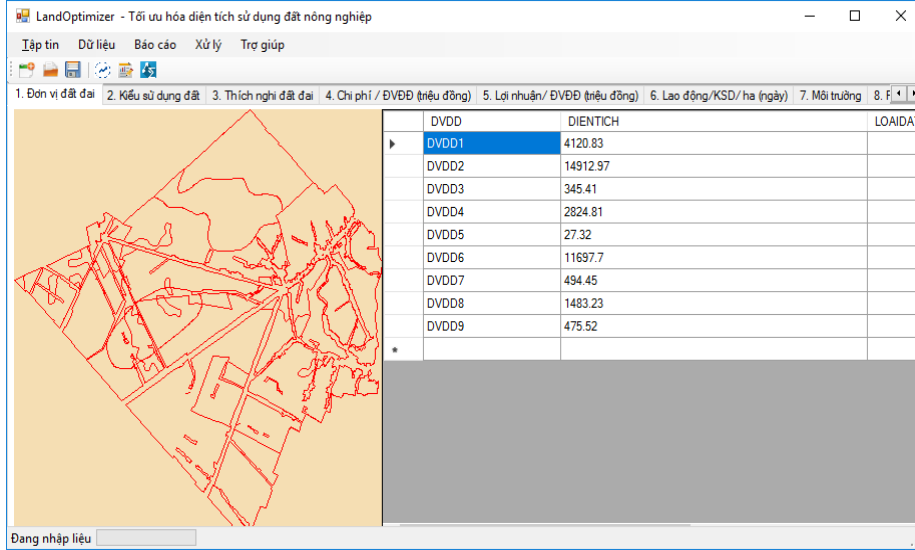 LandOptimizer - Tối ưu hóa diện tích sử dụng đất nông nghiệp
Tập tin Dữ liệu Báo cáo Xử lý Trợ giúp
1. Đơn vị đất đai 2. Kiểu sử dụng đất 3. Thích nghi đất đai 4. Chi phí / ĐVĐĐ (triệu đồng) 5. Lợi nhuận/ ĐVĐĐ (triệu đồng) 6. Lao động/KSD/ ha (ngày) 7. Môi trường 8.
DVDD DIENTICH LOAIDA
DVDD1 4120.83
DVDD2 14912.97
DVDD3 345.41
DVDD4 2824.81
DVDD5 27.32
DVDD6 11697.7
DVDD7 494.45
DVDD8 1483.23
DVDD9 475.52
*
Đang nhập liệu